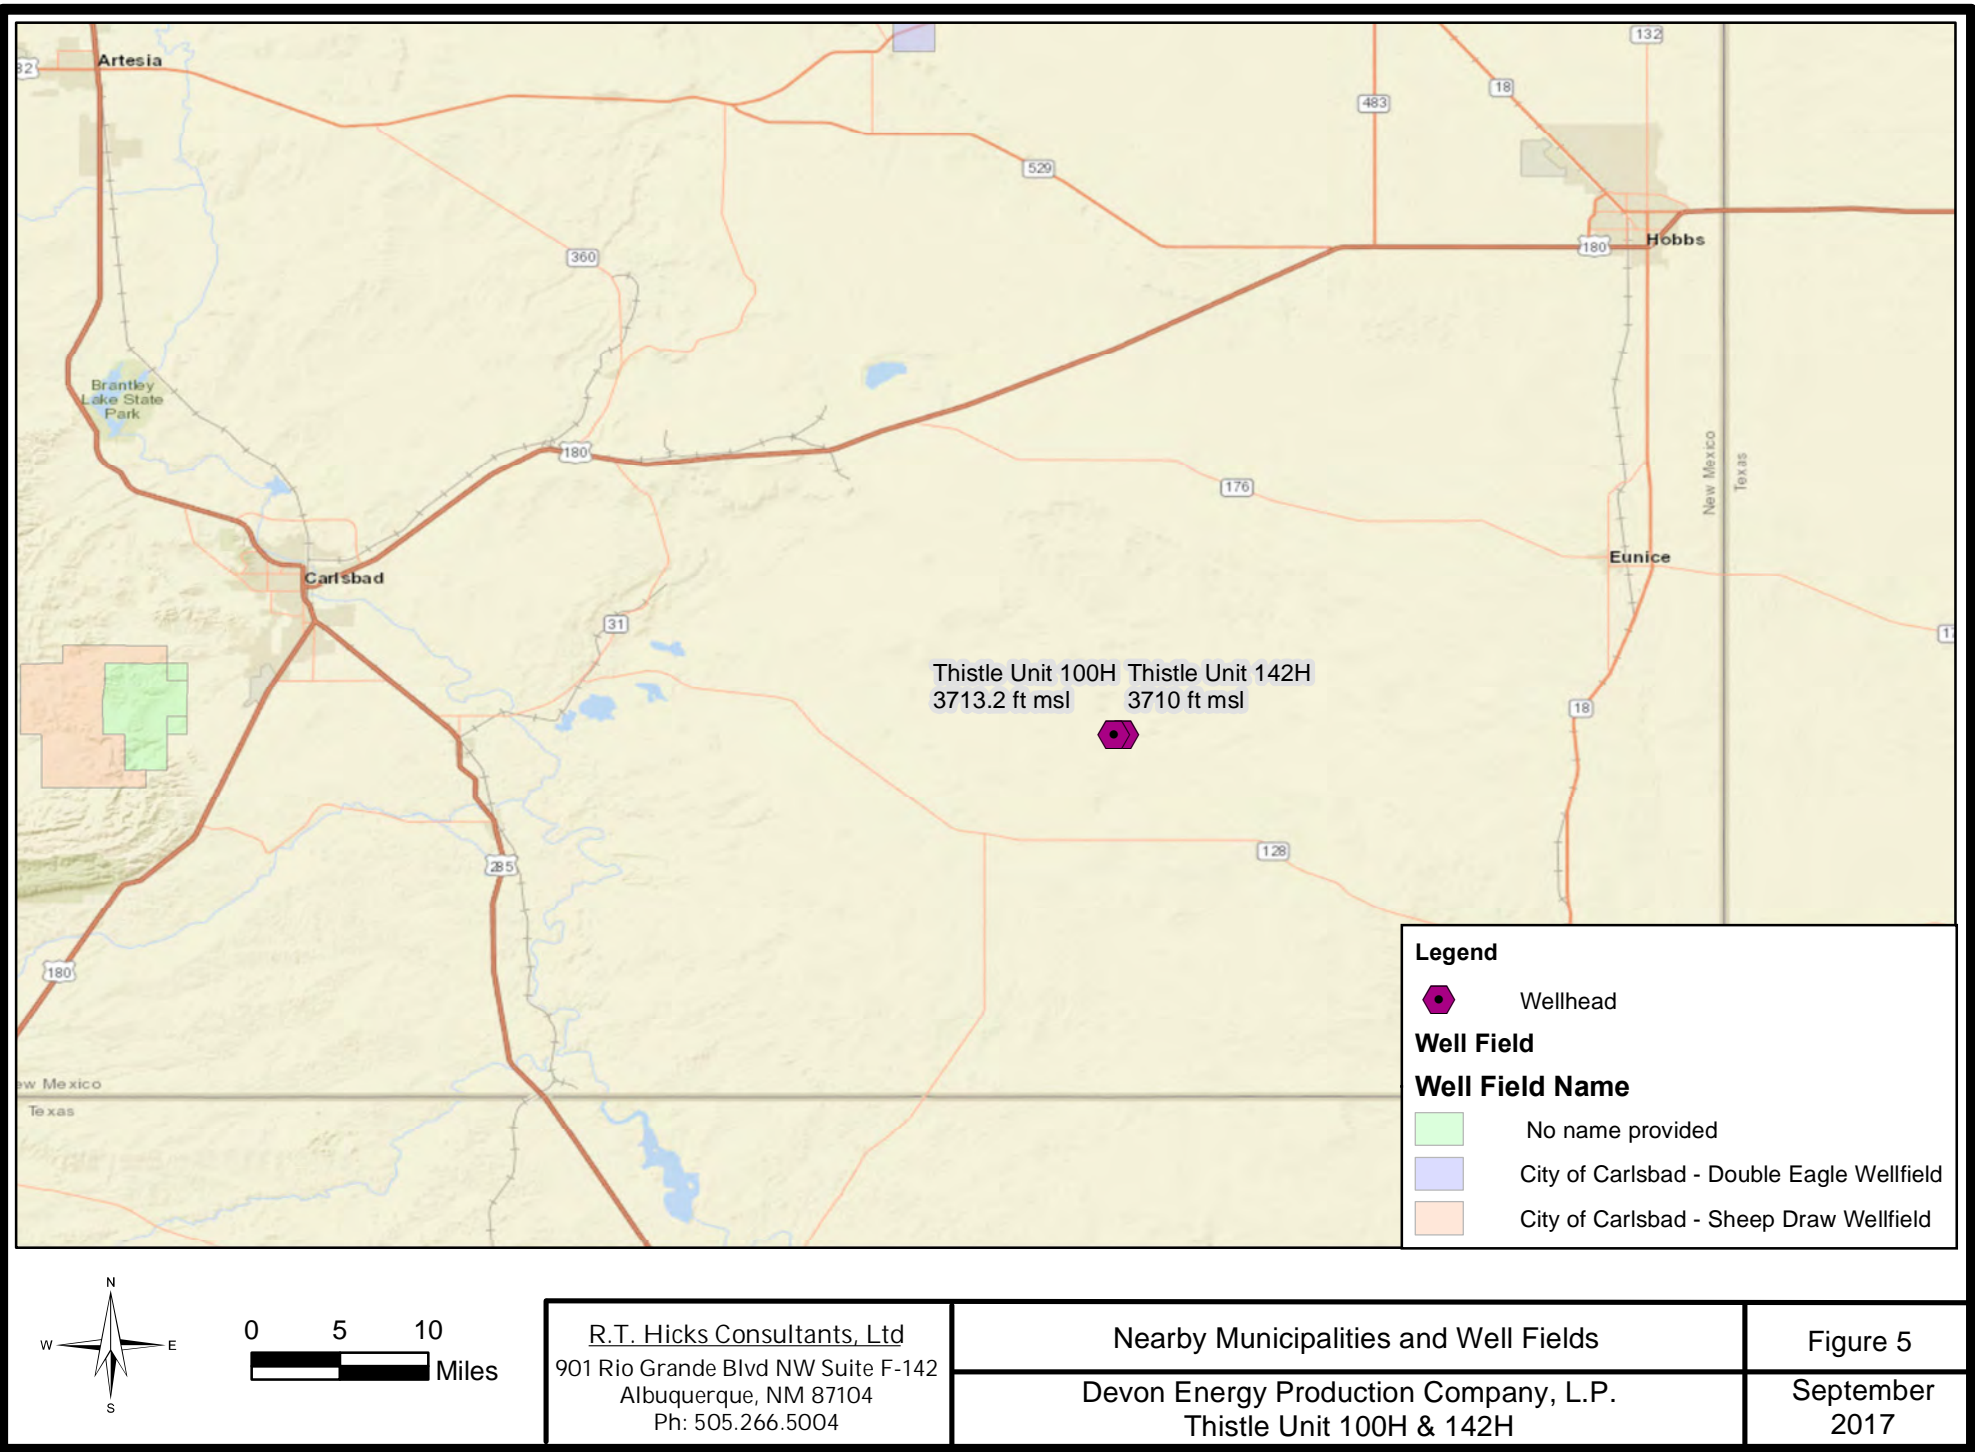 Artesia
132
82
18
483
529
Hobbs
180
360
Brantley
Lake State
Park
180
176
New Mexico
Texas
Eunice
Carlsbad
31
Thistle Unit 100H
3713.2 ft msl
Thistle Unit 142H
3710 ft msl
18
128
285
180
ew Mexico
Texas
Legend
Wellhead
Well Field
Well Field Name
No name provided
City of Carlsbad - Double Eagle Wellfield
City of Carlsbad - Sheep Draw Wellfield
N
W E
S
0 5 10
Miles
R.T. Hicks Consultants, Ltd
901 Rio Grande Blvd NW Suite F-142
Albuquerque, NM 87104
Ph: 505.266.5004
Nearby Municipalities and Well Fields
Devon Energy Production Company, L.P.
Thistle Unit 100H & 142H
Figure 5
September
2017